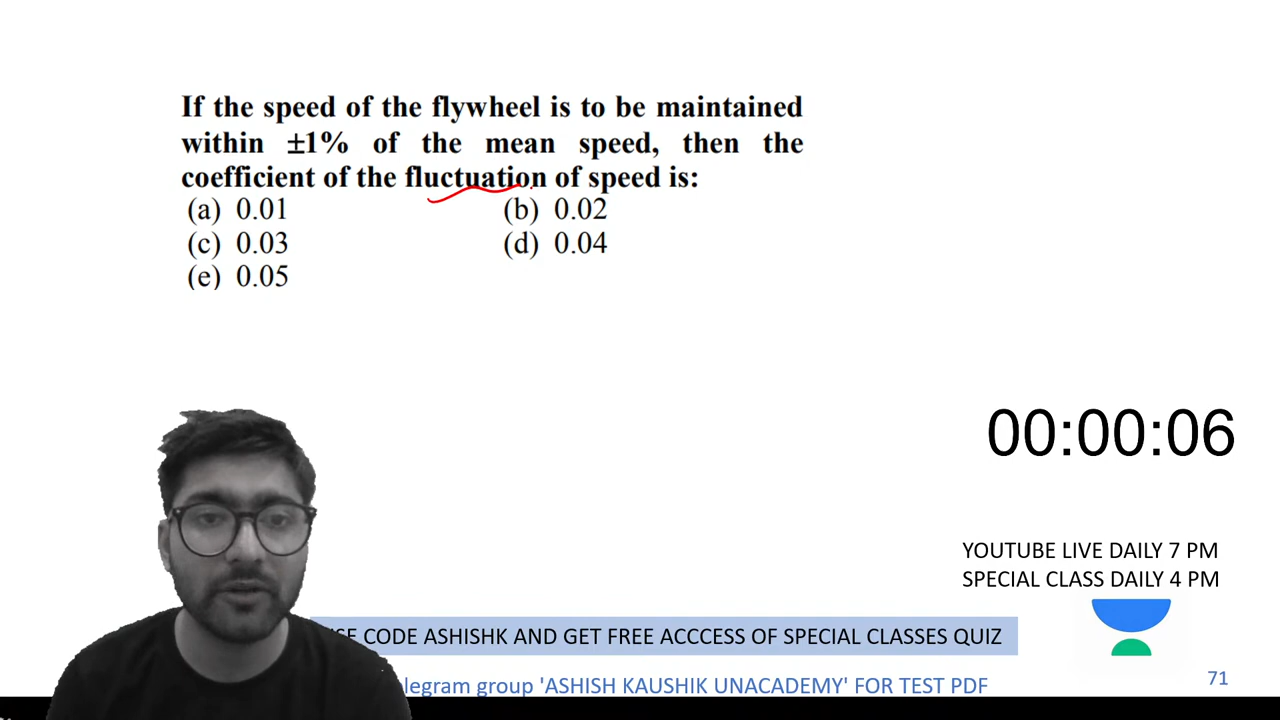 If the speed of the flywheel is to be maintained
within ±1% of the mean speed, then the
coefficient of the fluctuation of speed is:
(a) 0.01 (b) 0.02
(c) 0.03 (d) 0.04
(e) 0.05
00:00:06
YOUTUBE LIVE DAILY 7 PM
SPECIAL CLASS DAILY 4 PM
CODE ASHISHK AND GET FREE ACCCESS OF SPECIAL CLASSES QUIZ
group 'ASHISH KAUSHIK UNACADEMY' FOR TEST PDF
71